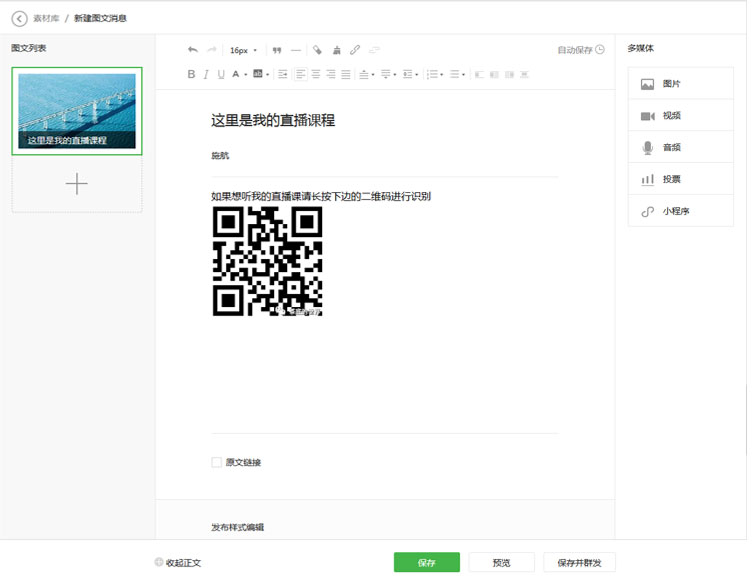 素材库 / 新建图文消息
图文列表
这里是我的直播课程
16px
自动保存
B I U A ab
这里是我的直播课程
施航
如果想听我的直播课请长按下边的二维码进行识别
原文链接
发布样式编辑
多媒体
图片
视频
音频
投票
小程序
收起正文
保存
预览
保存并群发